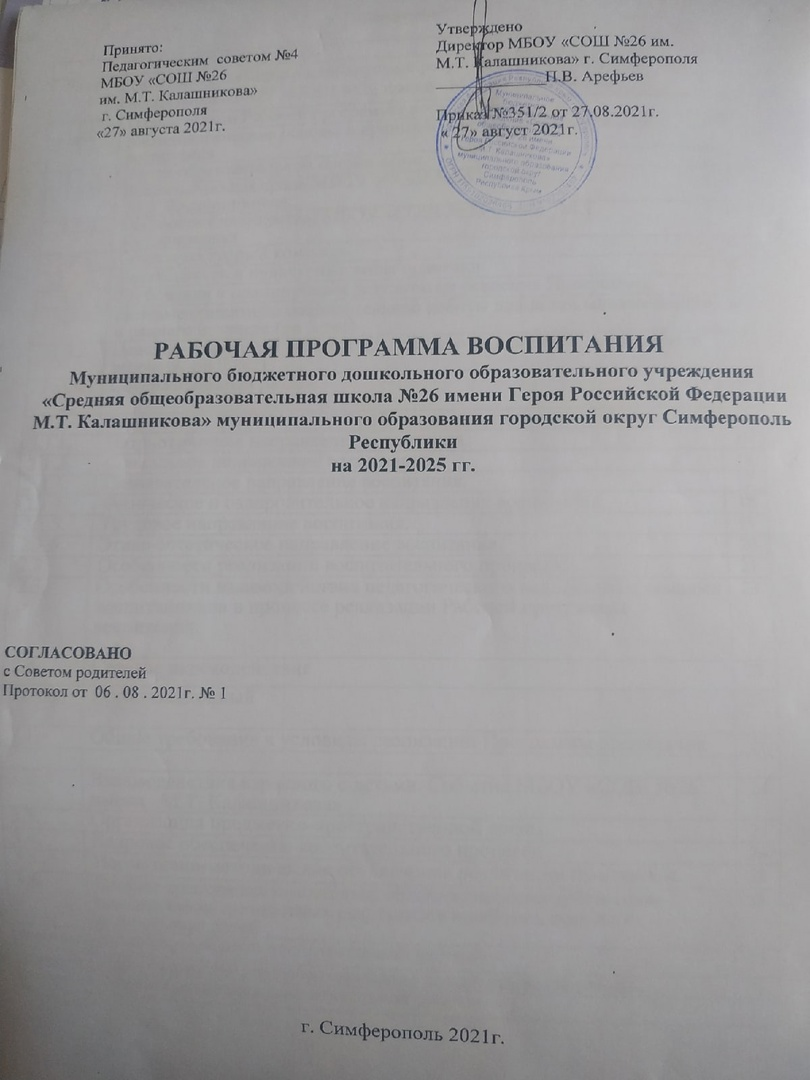 Принято:
Педагогическим советом №4
МБОУ «СОШ №26
им. М.Т. Калашникова»
г. Симферополя
«27» августа 2021г.
Утверждено
Директор МБОУ «СОШ №26 им.
М.Т. Калашникова» г. Симферополя
______________Н.В. Арефьев
Приказ №351/2 от 27.08.2021г.
« 27» август 2021г.
РАБОЧАЯ ПРОГРАММА ВОСПИТАНИЯ
Муниципального бюджетного дошкольного образовательного учреждения
«Средняя общеобразовательная школа №26 имени Героя Российской Федерации
М.Т. Калашникова» муниципального образования городской округ Симферополь
Республики
на 2021-2025 гг.
СОГЛАСОВАНО
с Советом родителей
Протокол от 06 . 08 . 2021г. № 1
г. Симферополь 2021г.